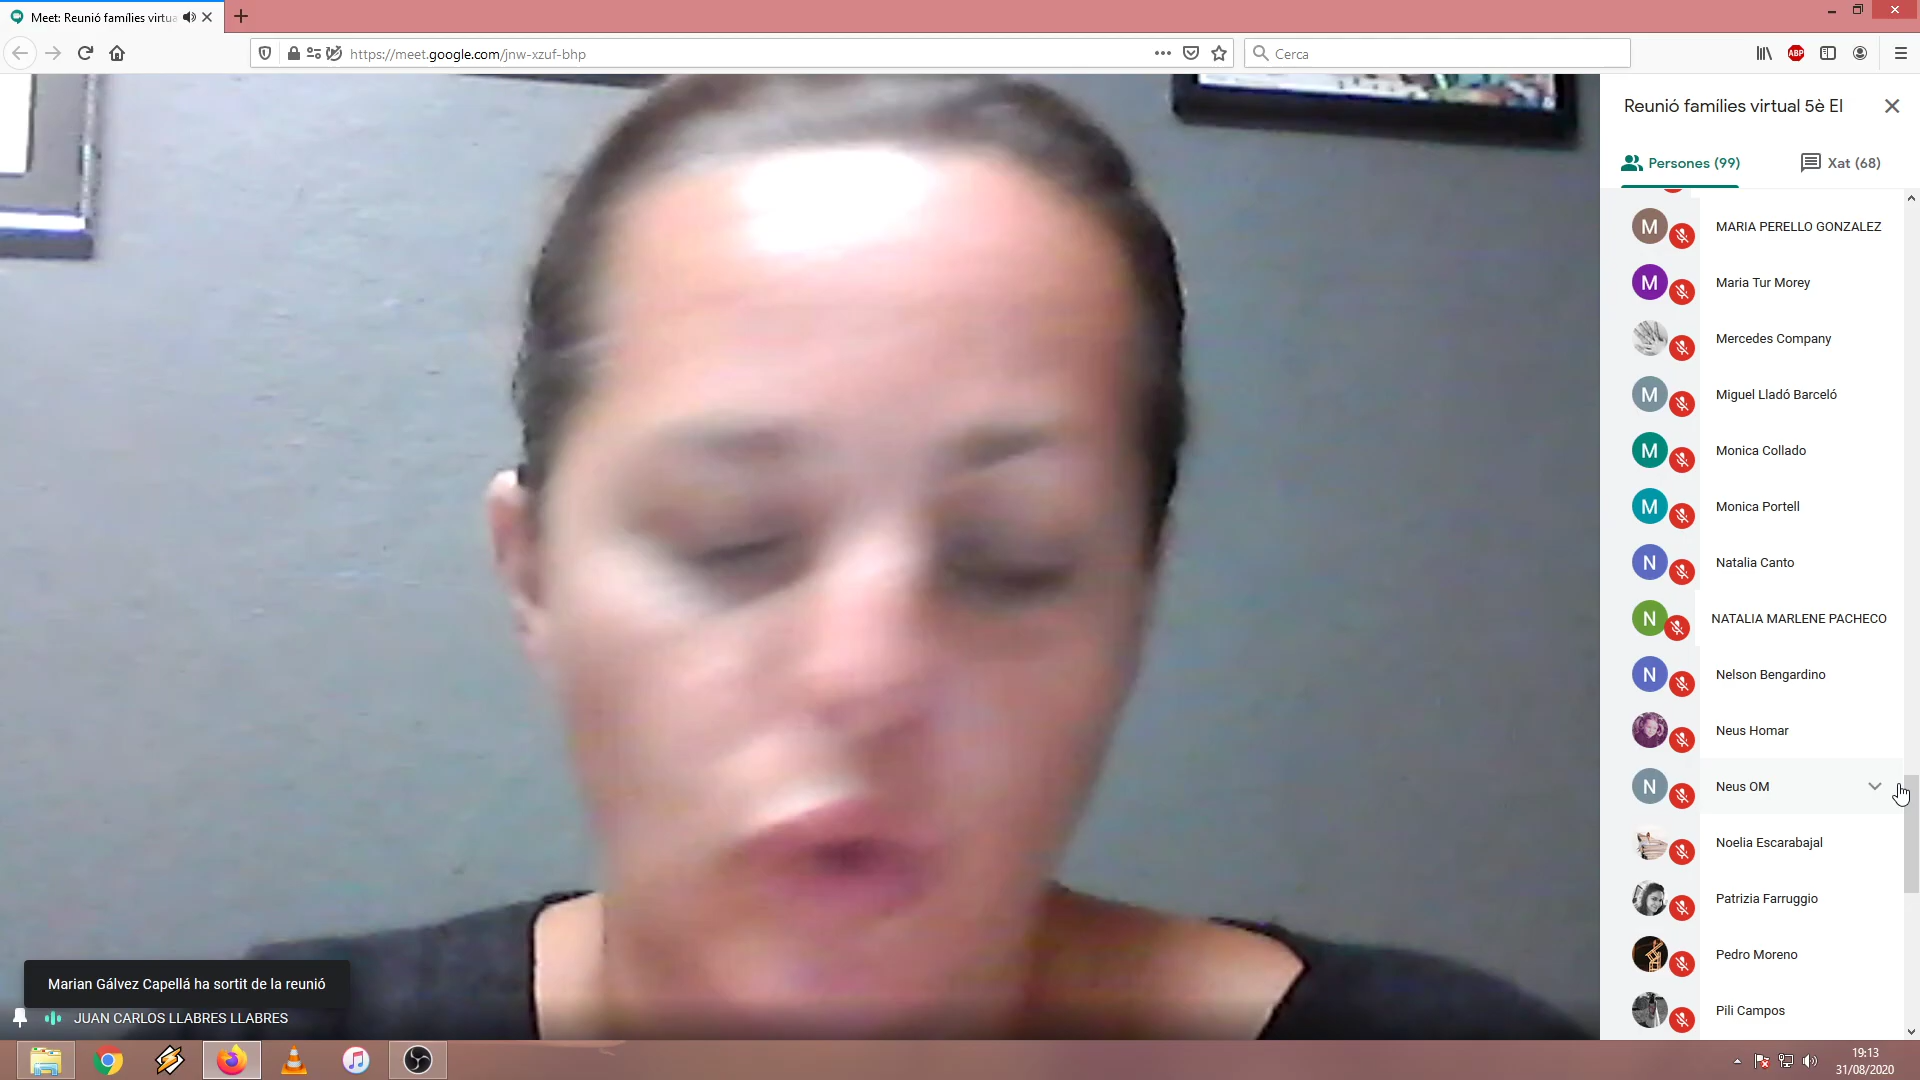 Meet: Reunió famílies virtua
https://meet.google.com/jnw-xzuf-bhp
Cerca
ABP
Reunió famílies virtual 5è EI
Persones (99)
Xat (68)
M
MARIA PERELLO GONZALEZ
M
Maria Tur Morey
Mercedes Company
M
Miguel Lladó Barceló
M
Monica Collado
M
Monica Portell
N
Natalia Canto
N
NATALIA MARLENE PACHECO
N
Nelson Bengardino
Neus Homar
N
Neus OM
Noelia Escarabajal
Patrizia Farruggio
Pedro Moreno
Pili Campos
Marian Gálvez Capellá ha sortit de la reunió
JUAN CARLOS LLABRES LLABRES
19:13
31/08/2020